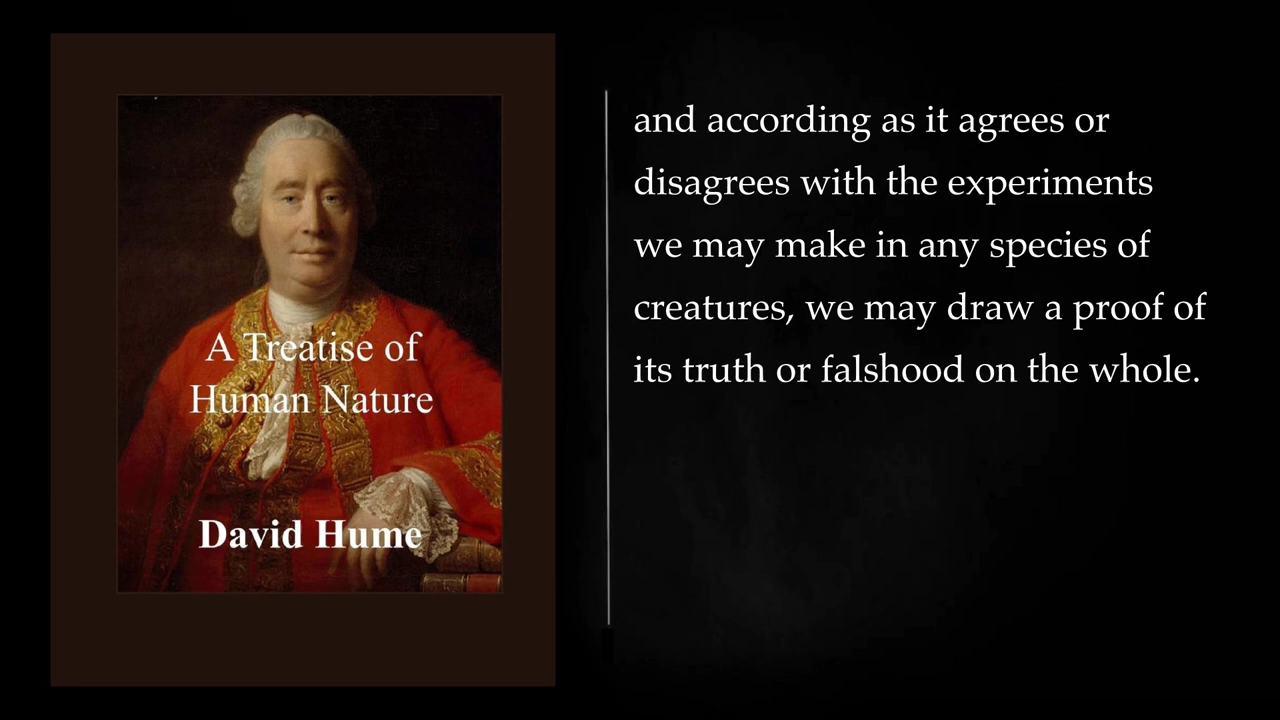 A Treatise of
Human Nature
David Hume
and according as it agrees or
disagrees with the experiments
we may make in any species of
creatures, we may draw a proof of
its truth or falshood on the whole.